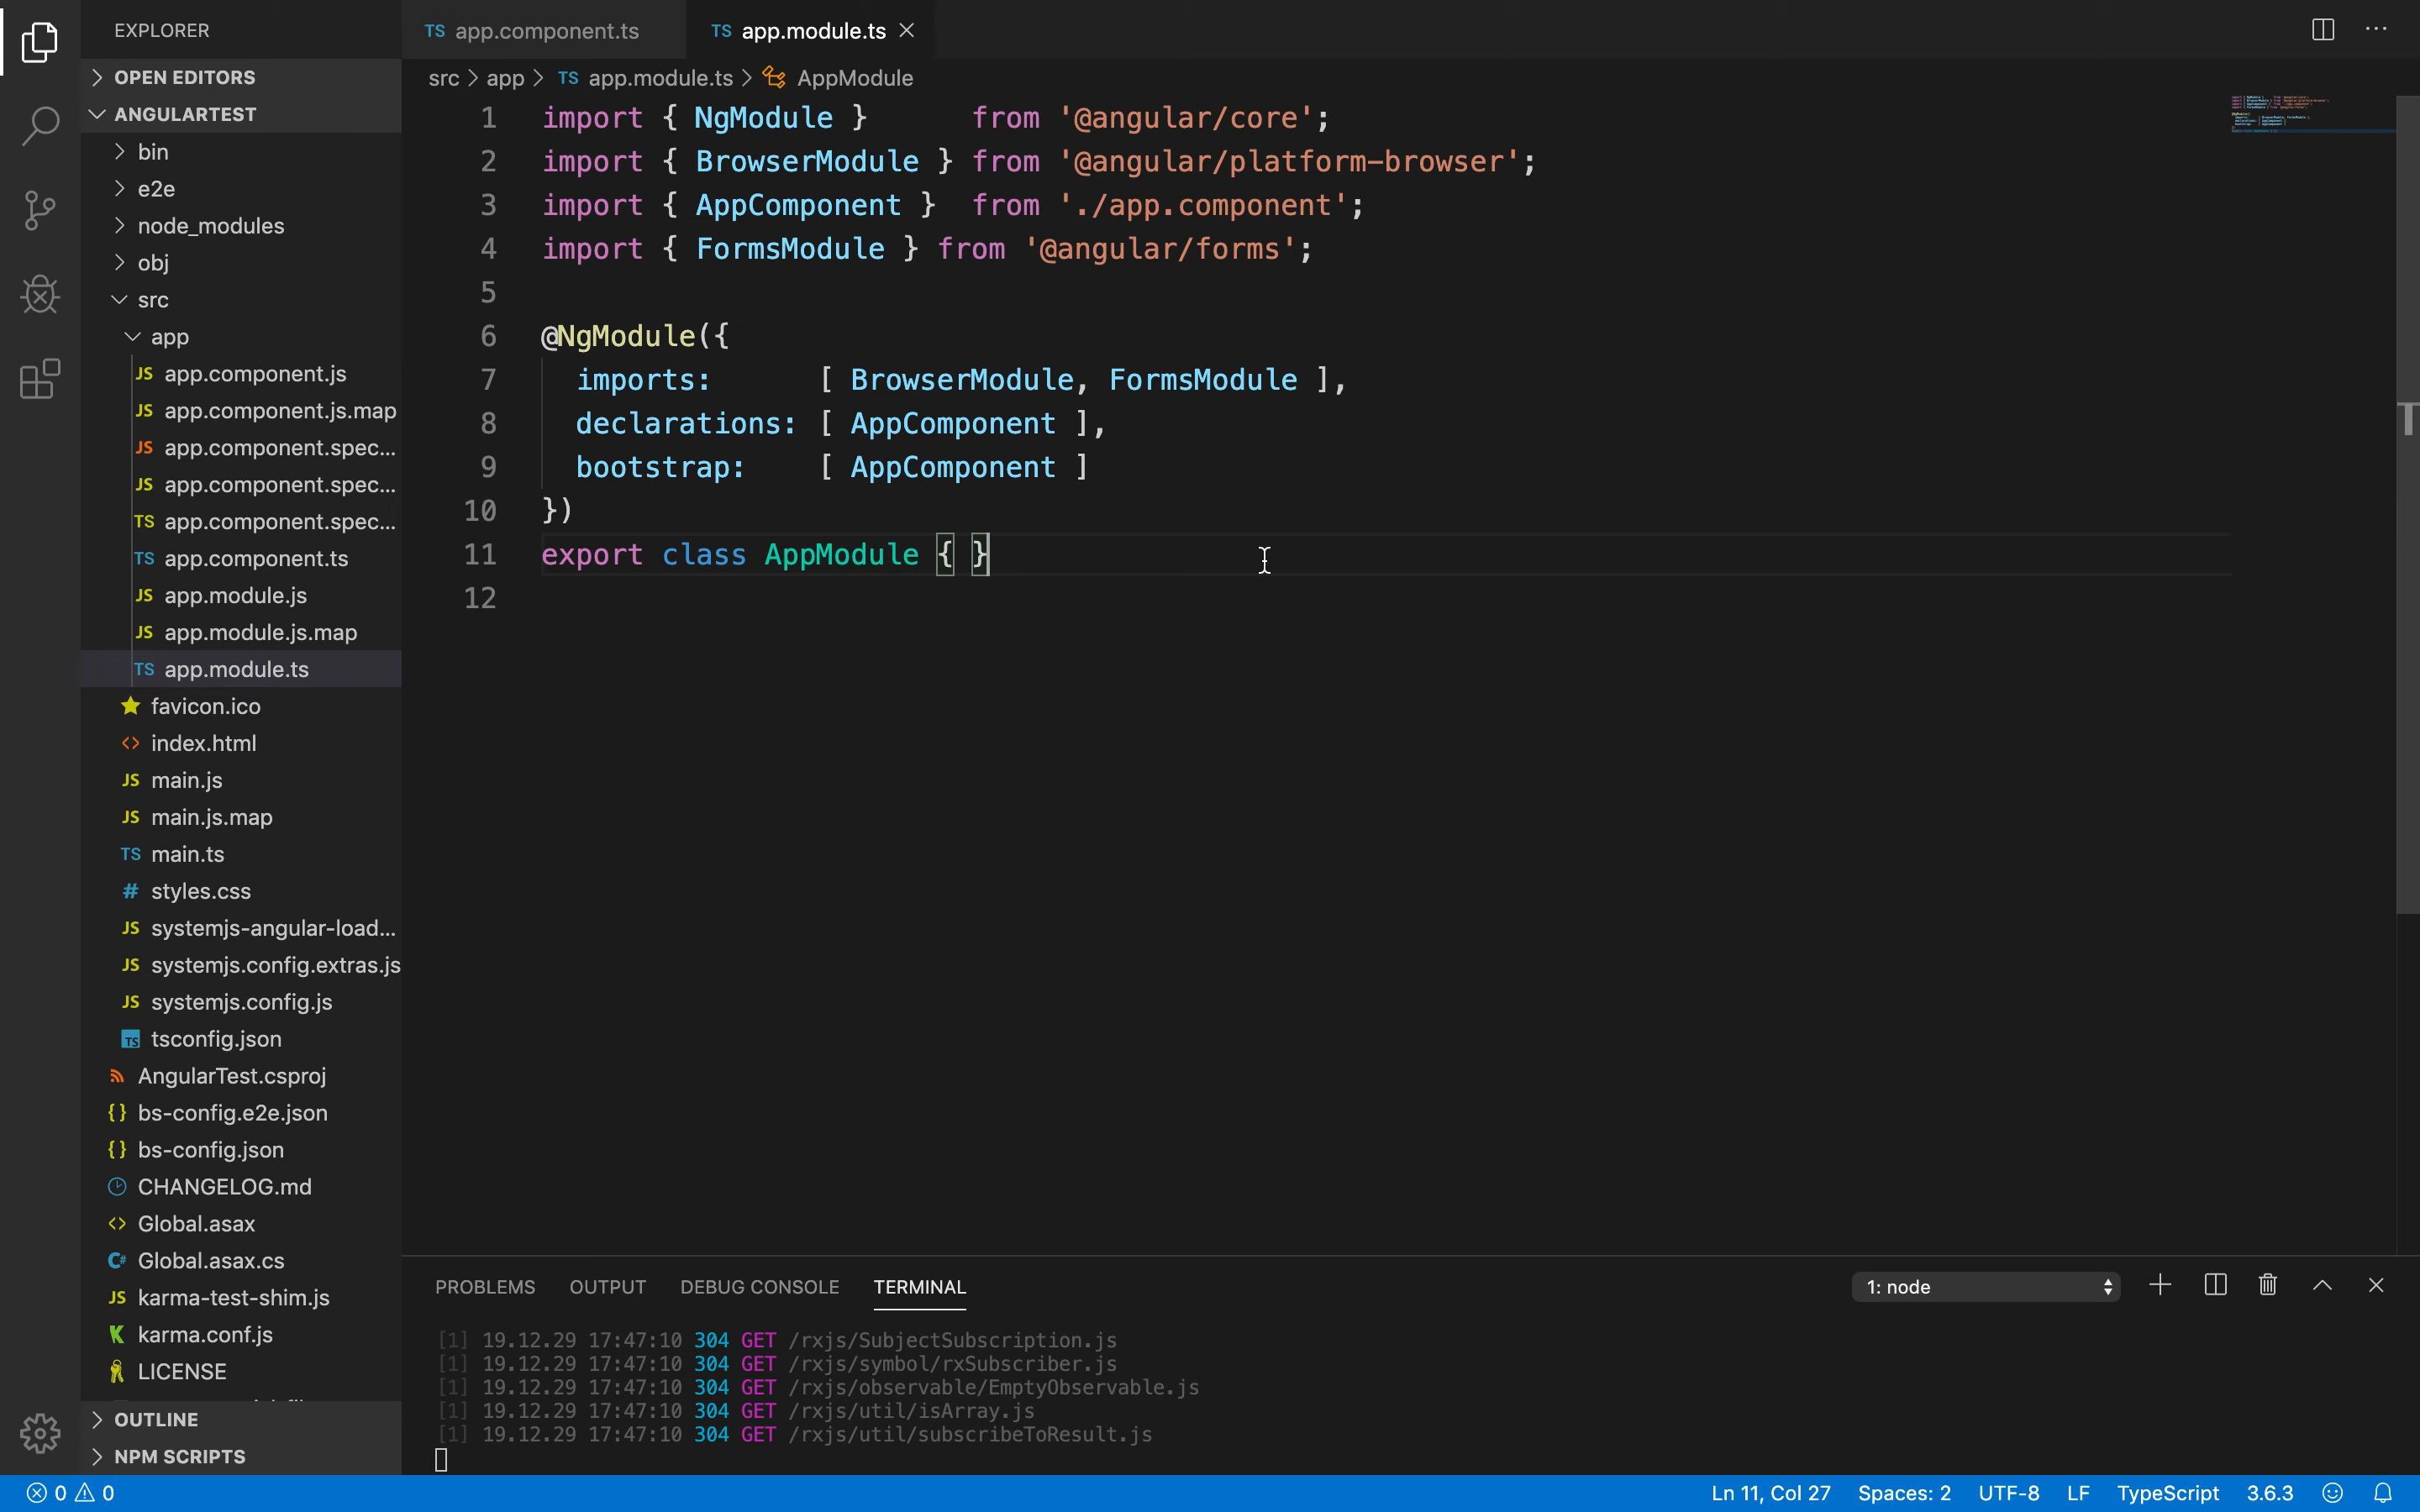 EXPLORER
OPEN EDITORS
ANGULARTEST
bin
e2e
node_modules
obj
src
app
JS app.component.js
JS app.component.js.map
JS app.component.spec...
JS app.component.spec...
TS app.component.spec...
TS app.component.ts
JS app.module.js
JS app.module.js.map
TS app.module.ts
favicon.ico
<> index.html
JS main.js
JS main.js.map
TS main.ts
# styles.css
JS systemjs-angular-load...
JS systemjs.config.extras.js
JS systemjs.config.js
TS tsconfig.json
AngularTest.csproj
{} bs-config.e2e.json
{} bs-config.json
CHANGELOG.md
<> Global.asax
C# Global.asax.cs
JS karma-test-shim.js
K karma.conf.js
LICENSE
OUTLINE
NPM SCRIPTS
TS app.component.ts
TS app.module.ts
src > app > TS app.module.ts > AppModule
1 import { NgModule }      from '@angular/core';
2 import { BrowserModule } from '@angular/platform-browser';
3 import { AppComponent }  from './app.component';
4 import { FormsModule } from '@angular/forms';
5
6 @NgModule({
7   imports:      [ BrowserModule, FormsModule ],
8   declarations: [ AppComponent ],
9   bootstrap:    [ AppComponent ]
10 })
11 export class AppModule { }
12
PROBLEMS OUTPUT DEBUG CONSOLE TERMINAL 1: node
[1] 19.12.29 17:47:10 304 GET /rxjs/SubjectSubscription.js
[1] 19.12.29 17:47:10 304 GET /rxjs/symbol/rxSubscriber.js
[1] 19.12.29 17:47:10 304 GET /rxjs/observable/EmptyObservable.js
[1] 19.12.29 17:47:10 304 GET /rxjs/util/isArray.js
[1] 19.12.29 17:47:10 304 GET /rxjs/util/subscribeToResult.js
0 0 Ln 11, Col 27 Spaces: 2 UTF-8 LF TypeScript 3.6.3